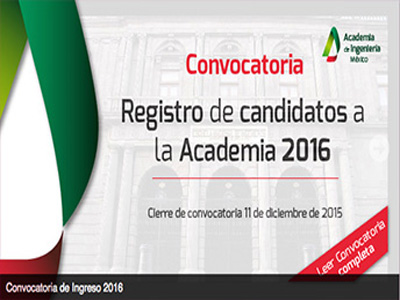 Academia
de Ingeniería
México
Convocatoria
Registro de candidatos a
la Academia 2016
Cierre de convocatoria 11 de diciembre de 2015
Leer Convocatoria
completa
Convocatoria de Ingreso 2016